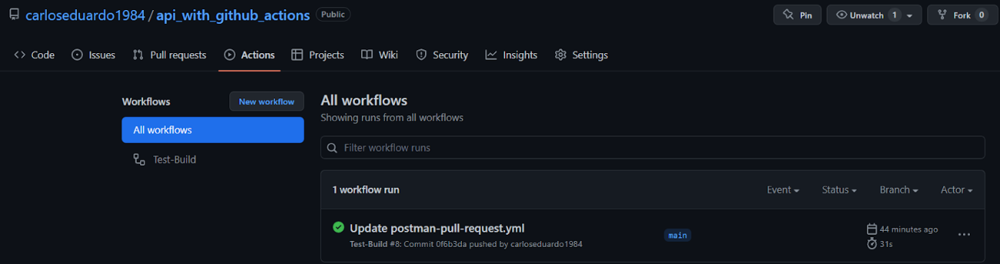 carloseduardo1984 / api_with_github_actions Public Pin Unwatch 1 Fork 0
Code Issues Pull requests Actions Projects Wiki Security Insights Settings
Workflows New workflow
All workflows
Test-Build
All workflows
Showing runs from all workflows
Filter workflow runs
1 workflow run Event Status Branch Actor
Update postman-pull-request.yml main 44 minutes ago
Test-Build #8: Commit 0f6b3da pushed by carloseduardo1984 31s